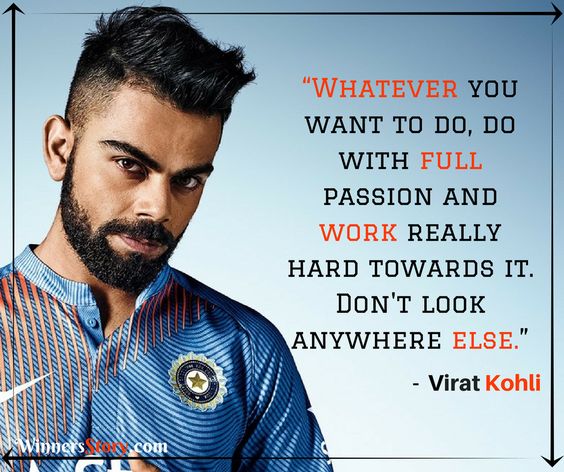 “Whatever you
want to do, do
with full
passion and
work really
hard towards it.
Don't look
anywhere else.”
- Virat Kohli
WinnersStory.com